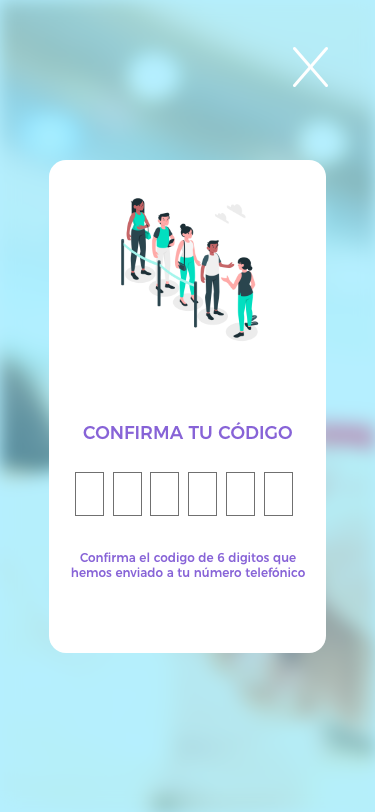 CONFIRMA TU CÓDIGO
Confirma el codigo de 6 digitos que
hemos enviado a tu número telefónico